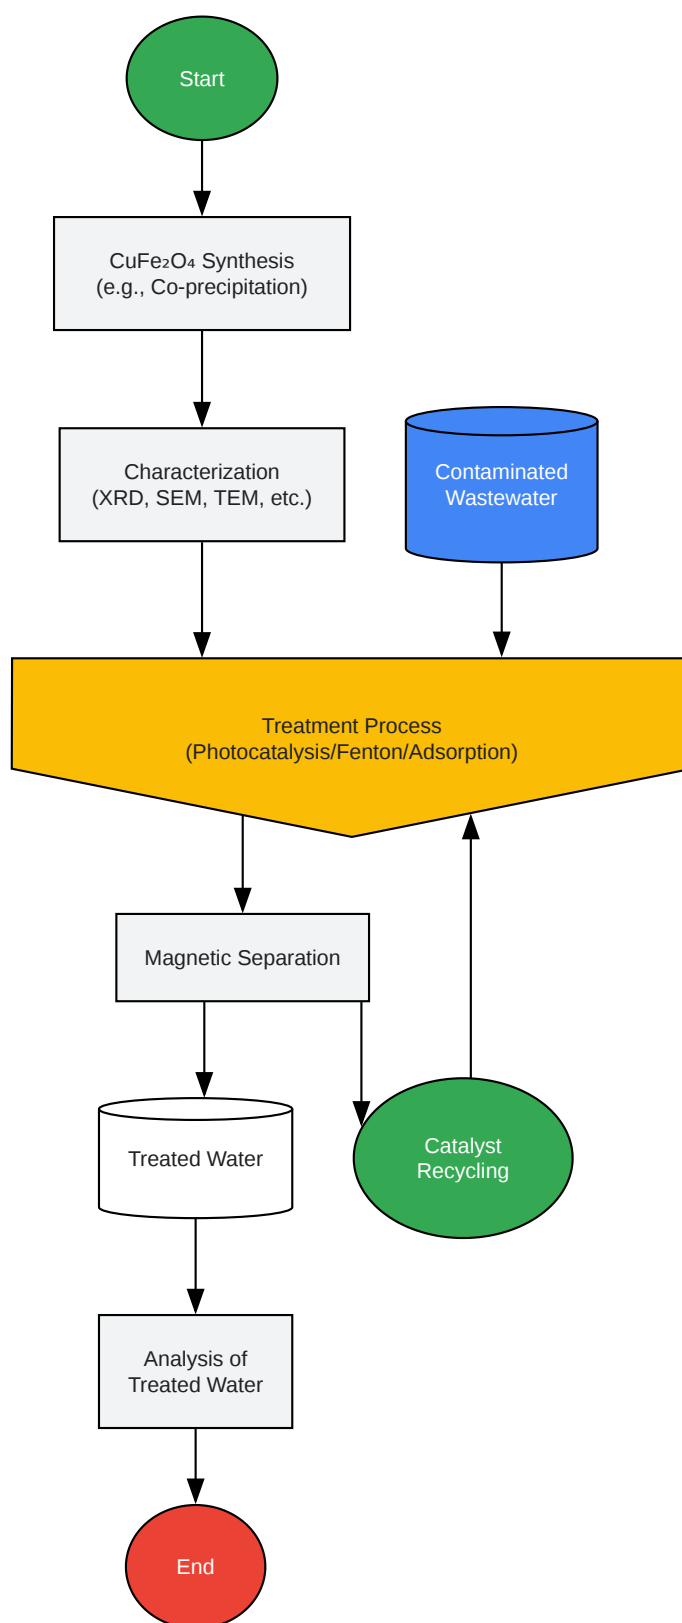 Start
CuFe₂O₄ Synthesis
(e.g., Co-precipitation)
Characterization
(XRD, SEM, TEM, etc.)
Contaminated
Wastewater
Treatment Process
(Photocatalysis/Fenton/Adsorption)
Magnetic Separation
Treated Water
Catalyst
Recycling
Analysis of
Treated Water
End